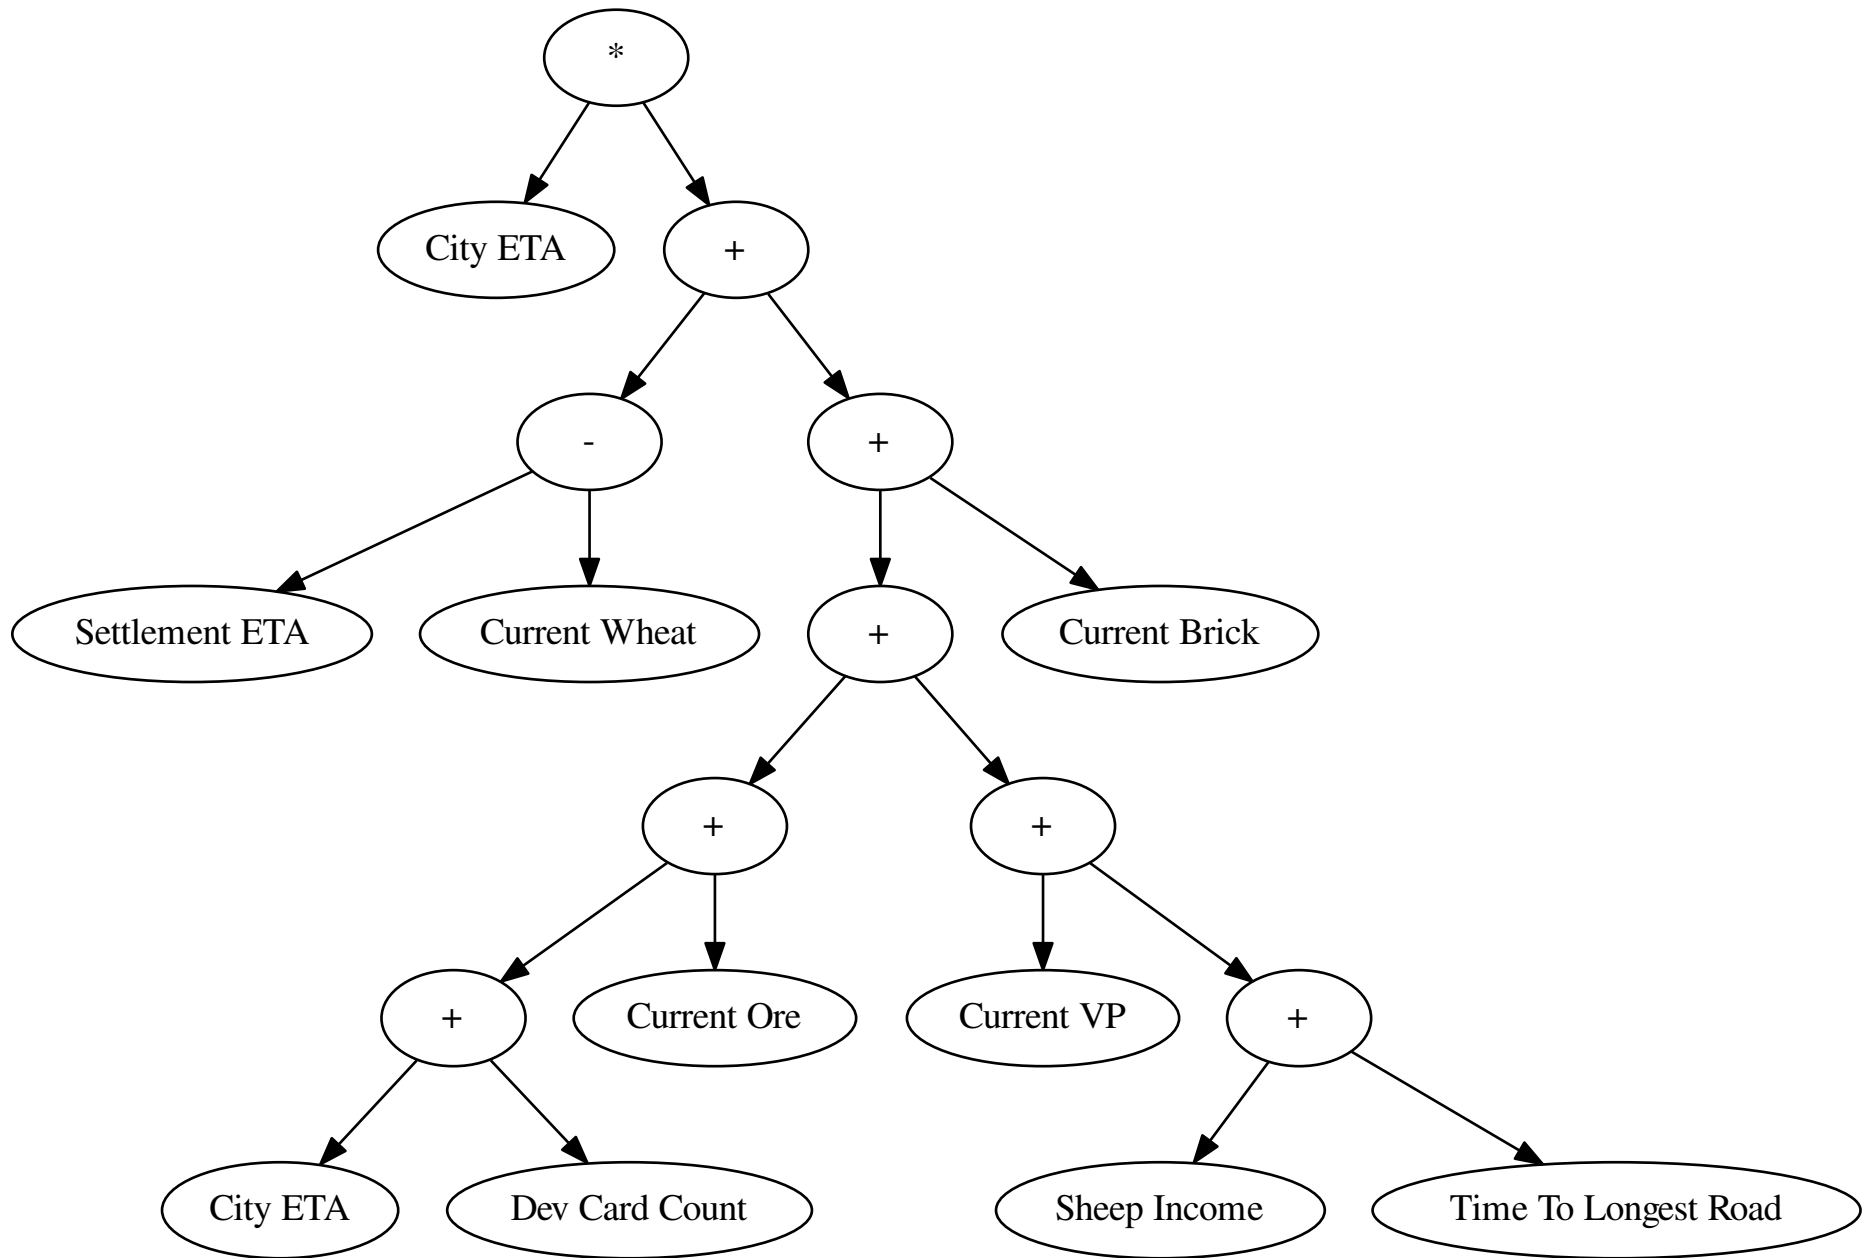 *
City ETA
+
-
+
Settlement ETA
Current Wheat
+
Current Brick
+
+
+
Current Ore
Current VP
+
City ETA
Dev Card Count
Sheep Income
Time To Longest Road